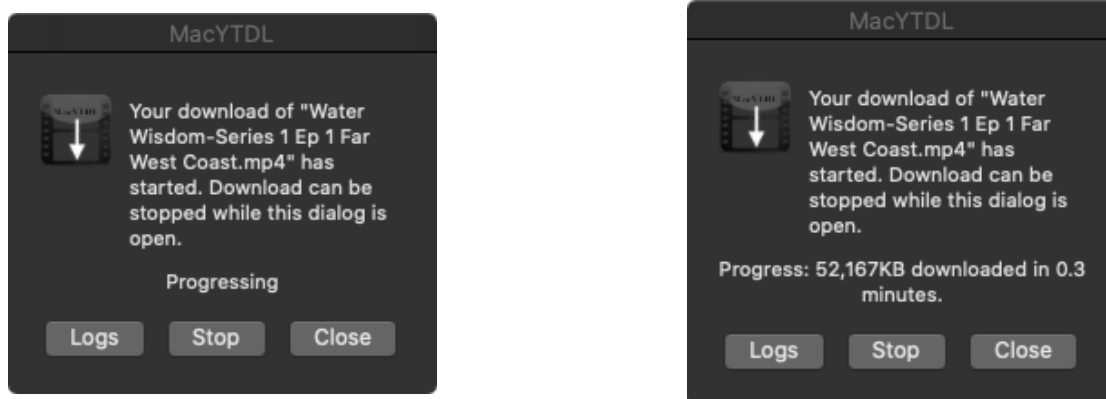 MacYTDL
Your download of "Water
Wisdom-Series 1 Ep 1 Far
West Coast.mp4" has
started. Download can be
stopped while this dialog is
open.
Progressing
Logs Stop Close
MacYTDL
Your download of "Water
Wisdom-Series 1 Ep 1 Far
West Coast.mp4" has
started. Download can be
stopped while this dialog is
open.
Progress: 52,167KB downloaded in 0.3
minutes.
Logs Stop Close